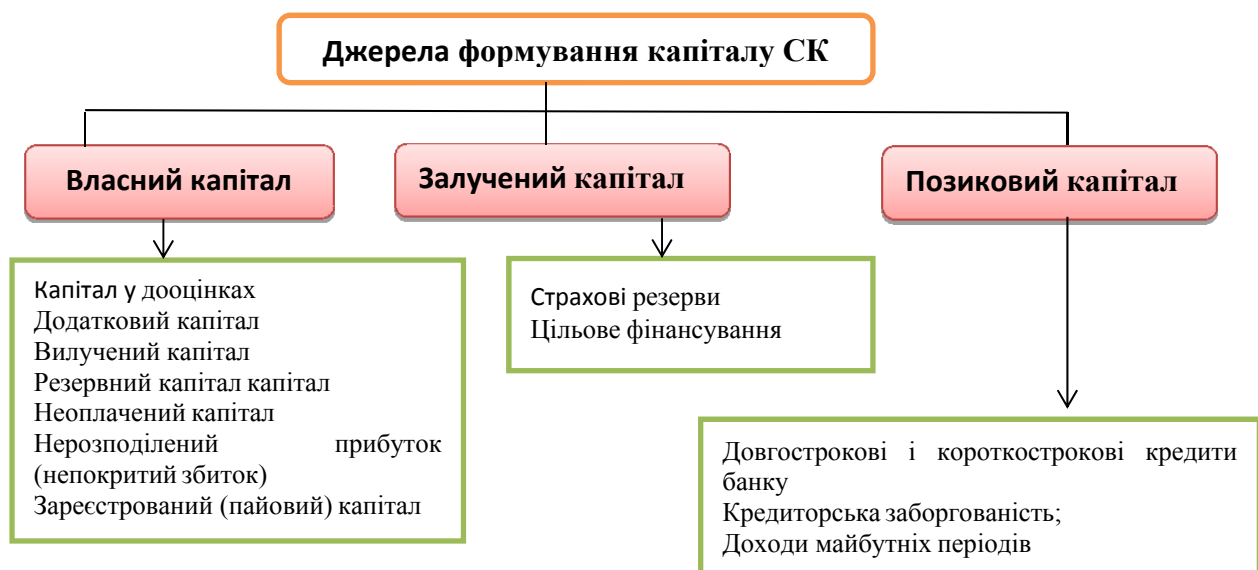 Джерела формування капіталу СК
Власний капітал
Залучений капітал
Позиковий капітал
Капітал у дооцінках
Додатковий капітал
Вилучений капітал
Резервний капітал капітал
Неоплачений капітал
Нерозподілений прибуток
(непокритий збиток)
Зареєстрований (пайовий) капітал
Страхові резерви
Цільове фінансування
Довгострокові і короткострокові кредити
банку
Кредиторська заборгованість;
Доходи майбутніх періодів